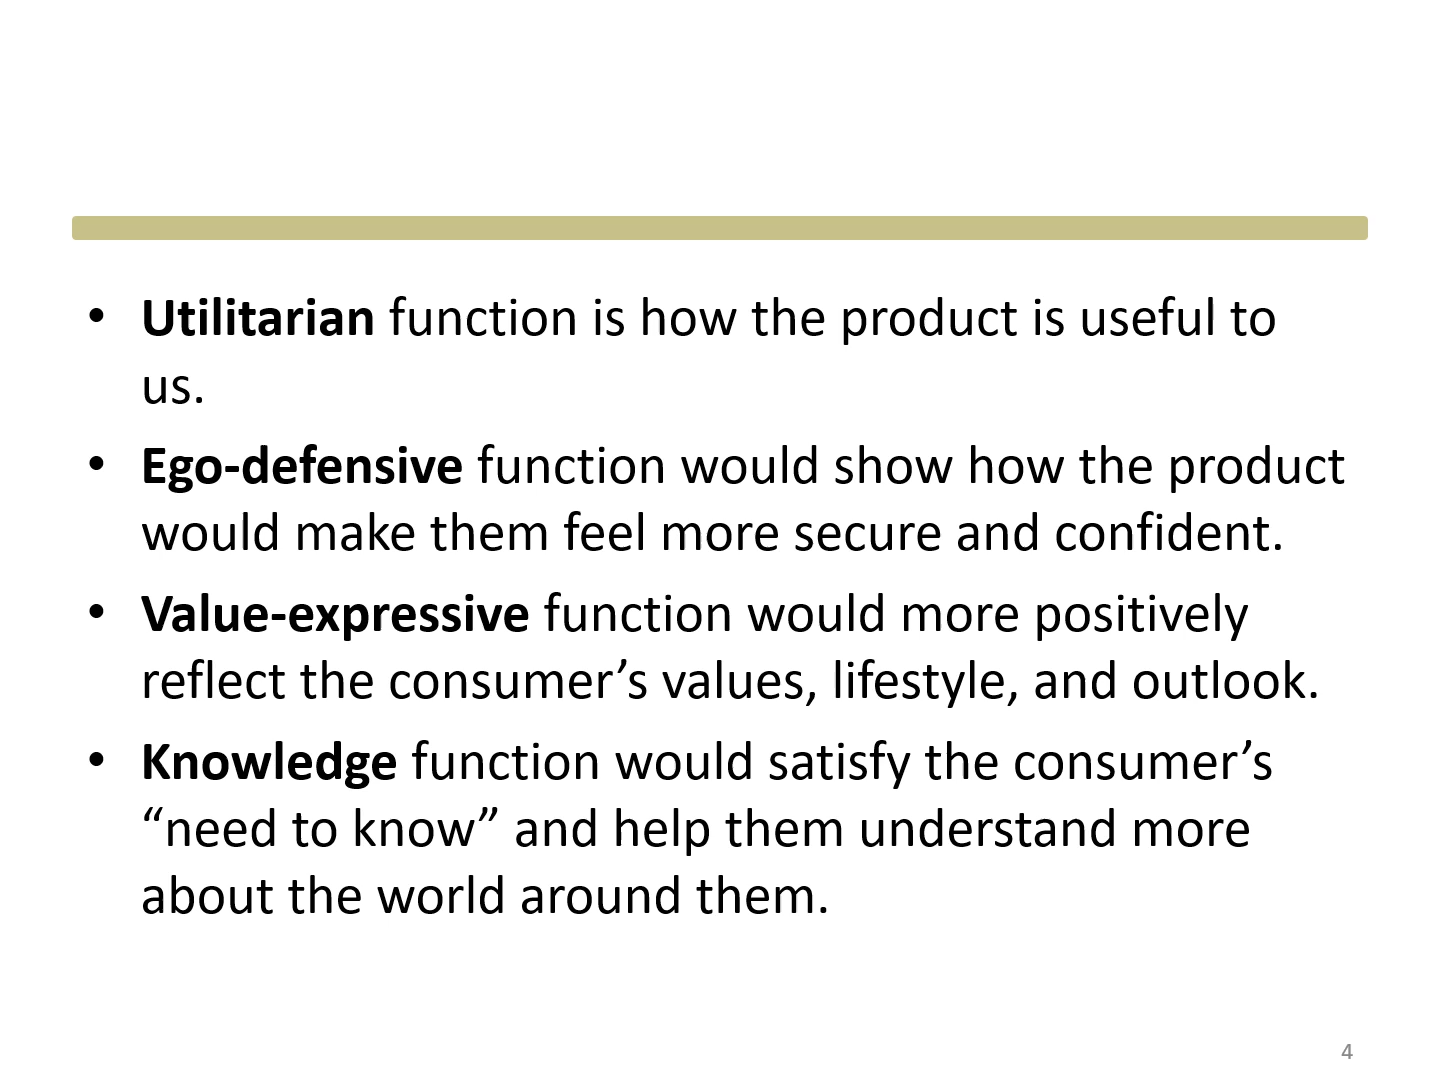 • Utilitarian function is how the product is useful to
us.
• Ego-defensive function would show how the product
would make them feel more secure and confident.
• Value-expressive function would more positively
reflect the consumer’s values, lifestyle, and outlook.
• Knowledge function would satisfy the consumer’s
“need to know” and help them understand more
about the world around them.
4